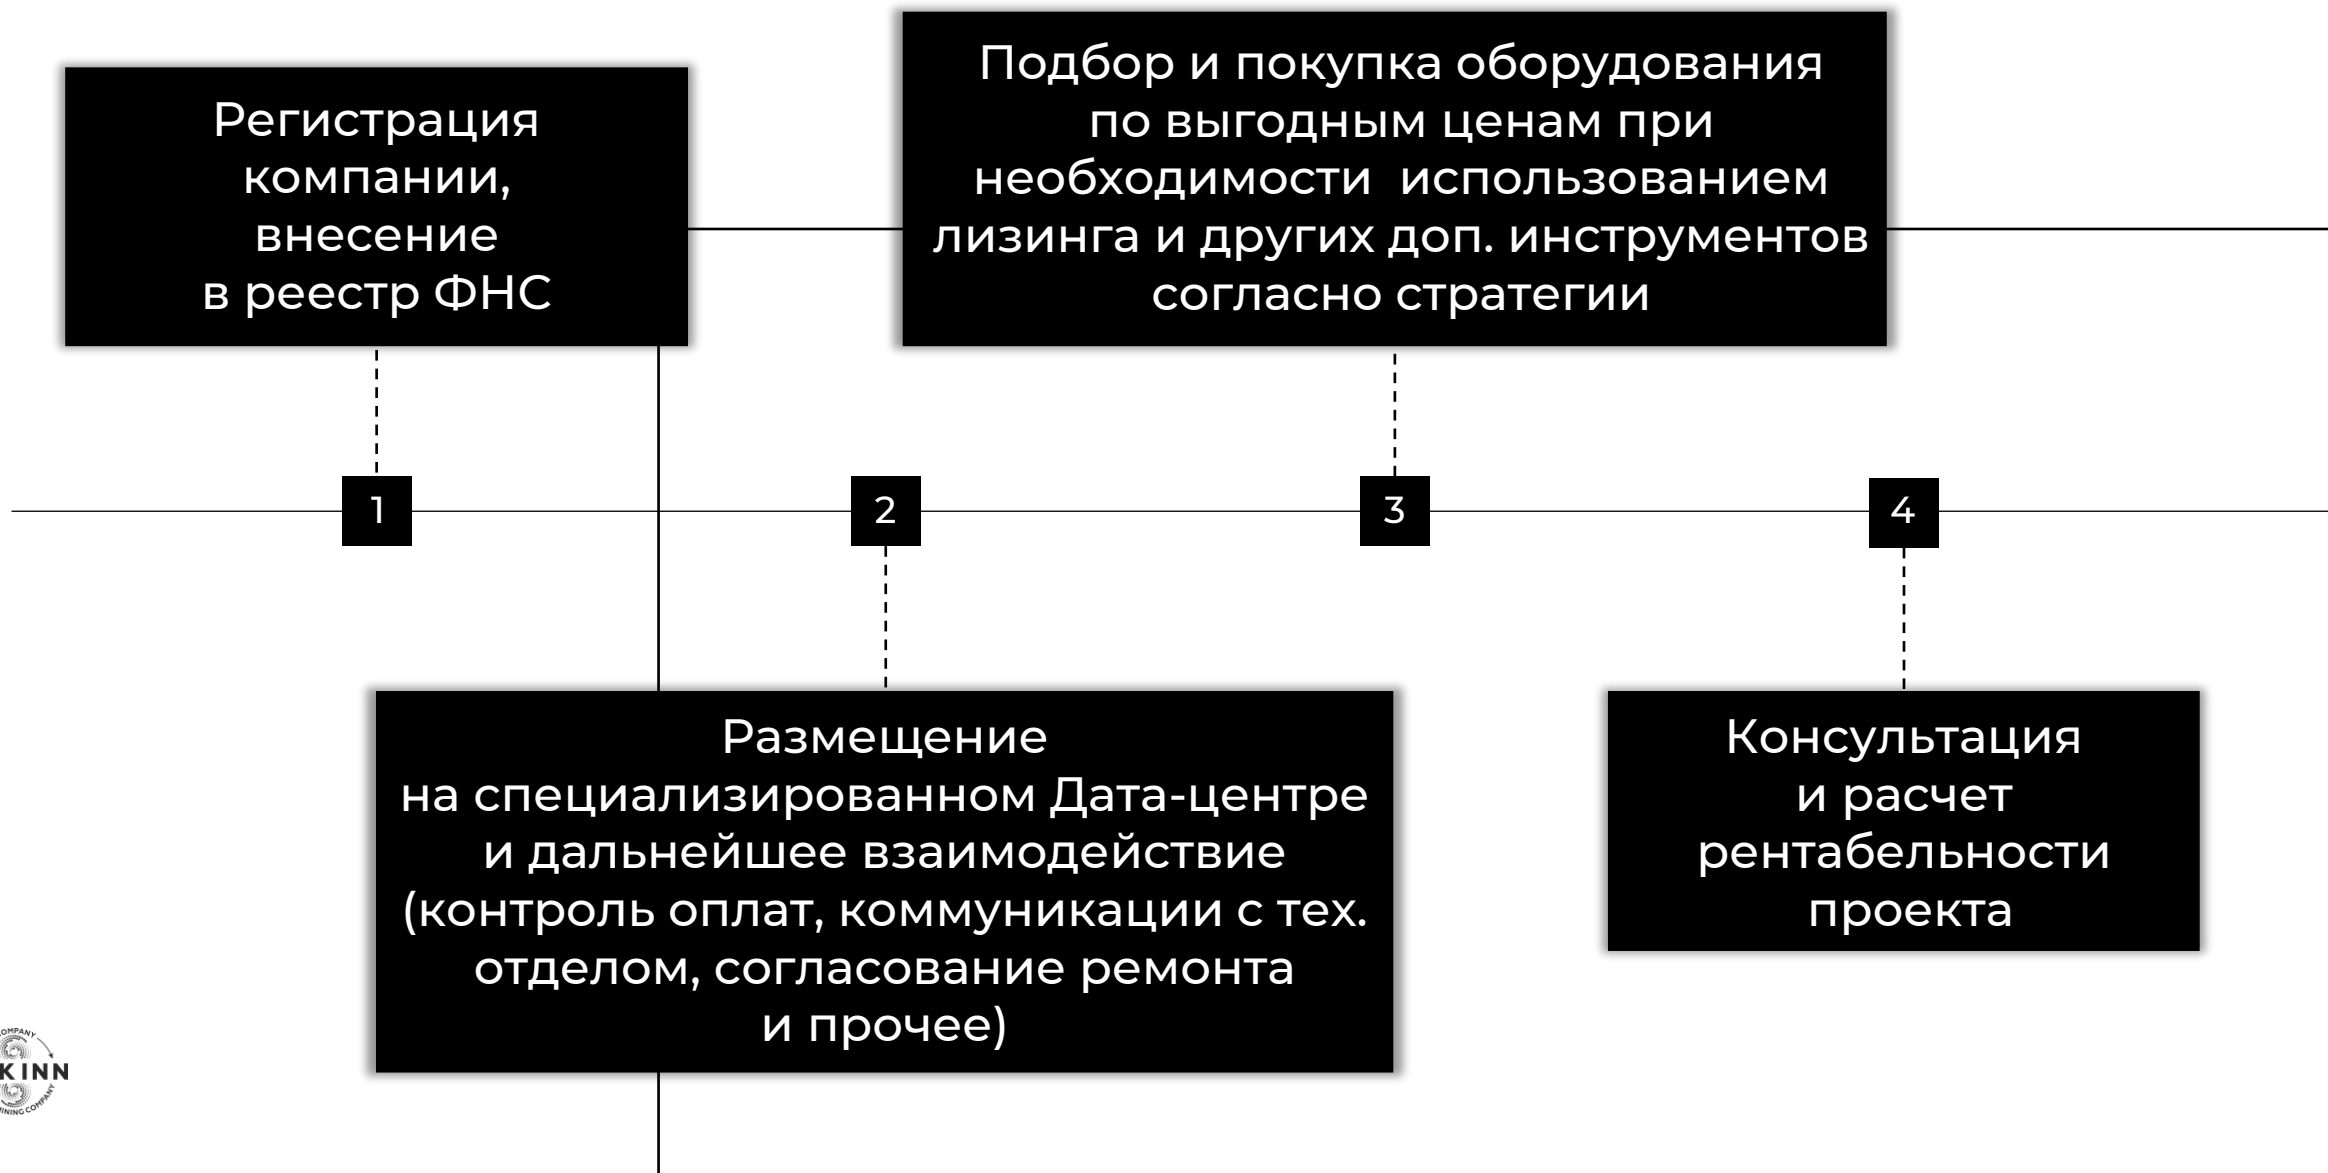 Регистрация
компании,
внесение
в реестр ФНС
Подбор и покупка оборудования
по выгодным ценам при
необходимости  использованием
лизинга и других доп. инструментов
согласно стратегии
1
2
3
4
Размещение
на специализированном Дата-центре
и дальнейшее взаимодействие
(контроль оплат, коммуникации с тех.
отделом, согласование ремонта
и прочее)
Консультация
и расчет
рентабельности
проекта
KINN